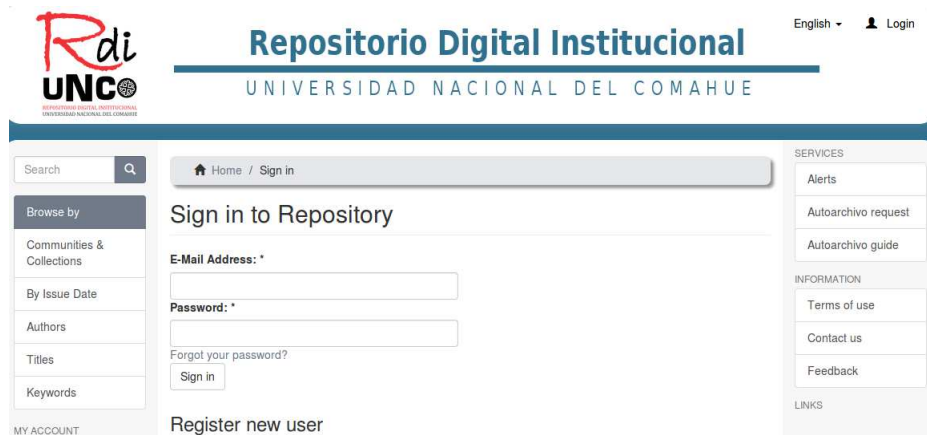 Rdi
UNCO
REPOSITORIO DIGITAL INSTITUCIONAL
UNIVERSIDAD NACIONAL DEL COMAHUE
Repositorio Digital Institucional
UNIVERSIDAD NACIONAL DEL COMAHUE
English
Login
Search
Browse by
Communities &
Collections
By Issue Date
Authors
Titles
Keywords
MY ACCOUNT
Home / Sign in
Sign in to Repository
E-Mail Address: *
Password: *
Forgot your password?
Sign in
Register new user
SERVICES
Alerts
Autoarchivo request
Autoarchivo guide
INFORMATION
Terms of use
Contact us
Feedback
LINKS